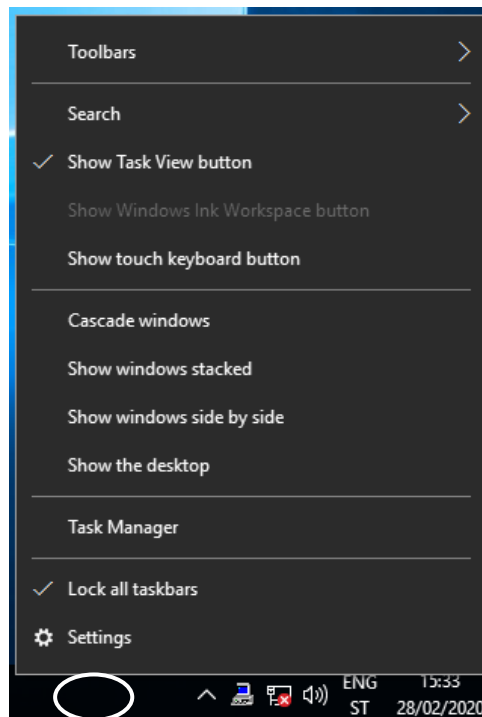 Toolbars
Search
Show Task View button
Show Windows Ink Workspace button
Show touch keyboard button
Cascade windows
Show windows stacked
Show windows side by side
Show the desktop
Task Manager
Lock all taskbars
Settings
ENG 15:33
ST 28/02/2020